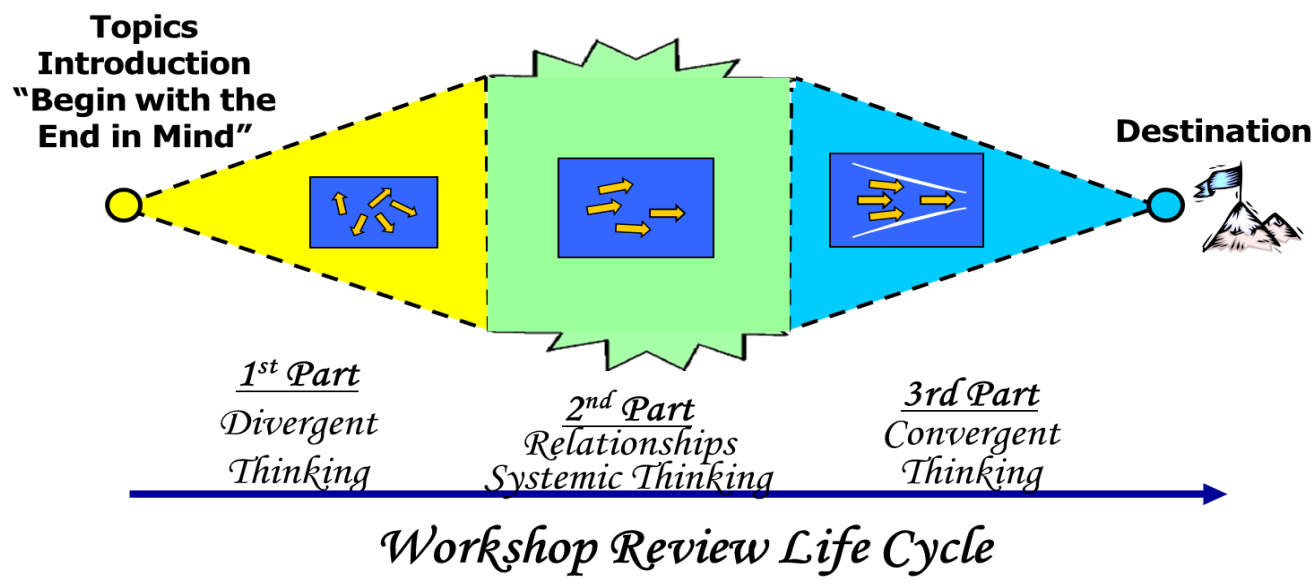 Topics
Introduction
“Begin with the
End in Mind”
Destination
1st Part
Divergent
Thinking
2nd Part
Relationships
Systemic Thinking
3rd Part
Convergent
Thinking
Workshop Review Life Cycle